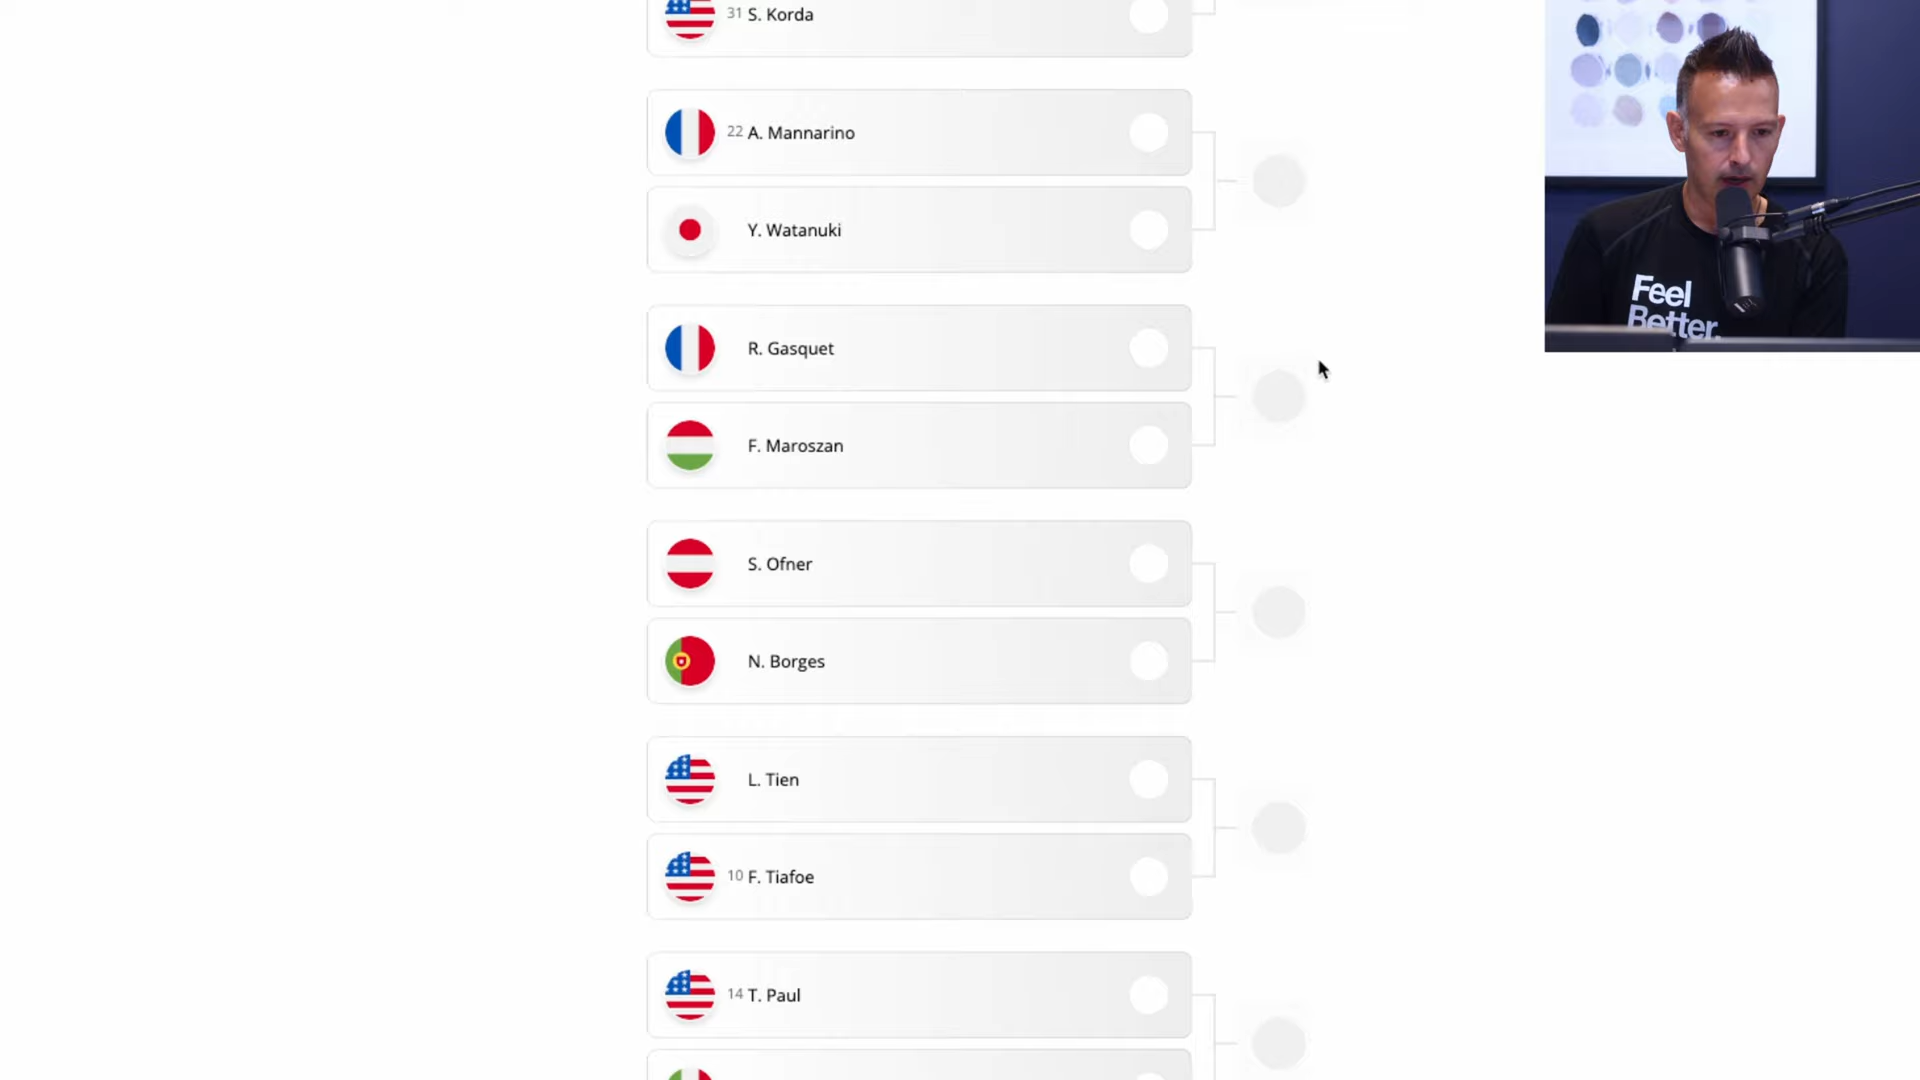 31 S. Korda
22 A. Mannarino
Y. Watanuki
R. Gasquet
F. Maroszan
S. Ofner
N. Borges
L. Tien
10 F. Tiafoe
14 T. Paul
Feel
Better.